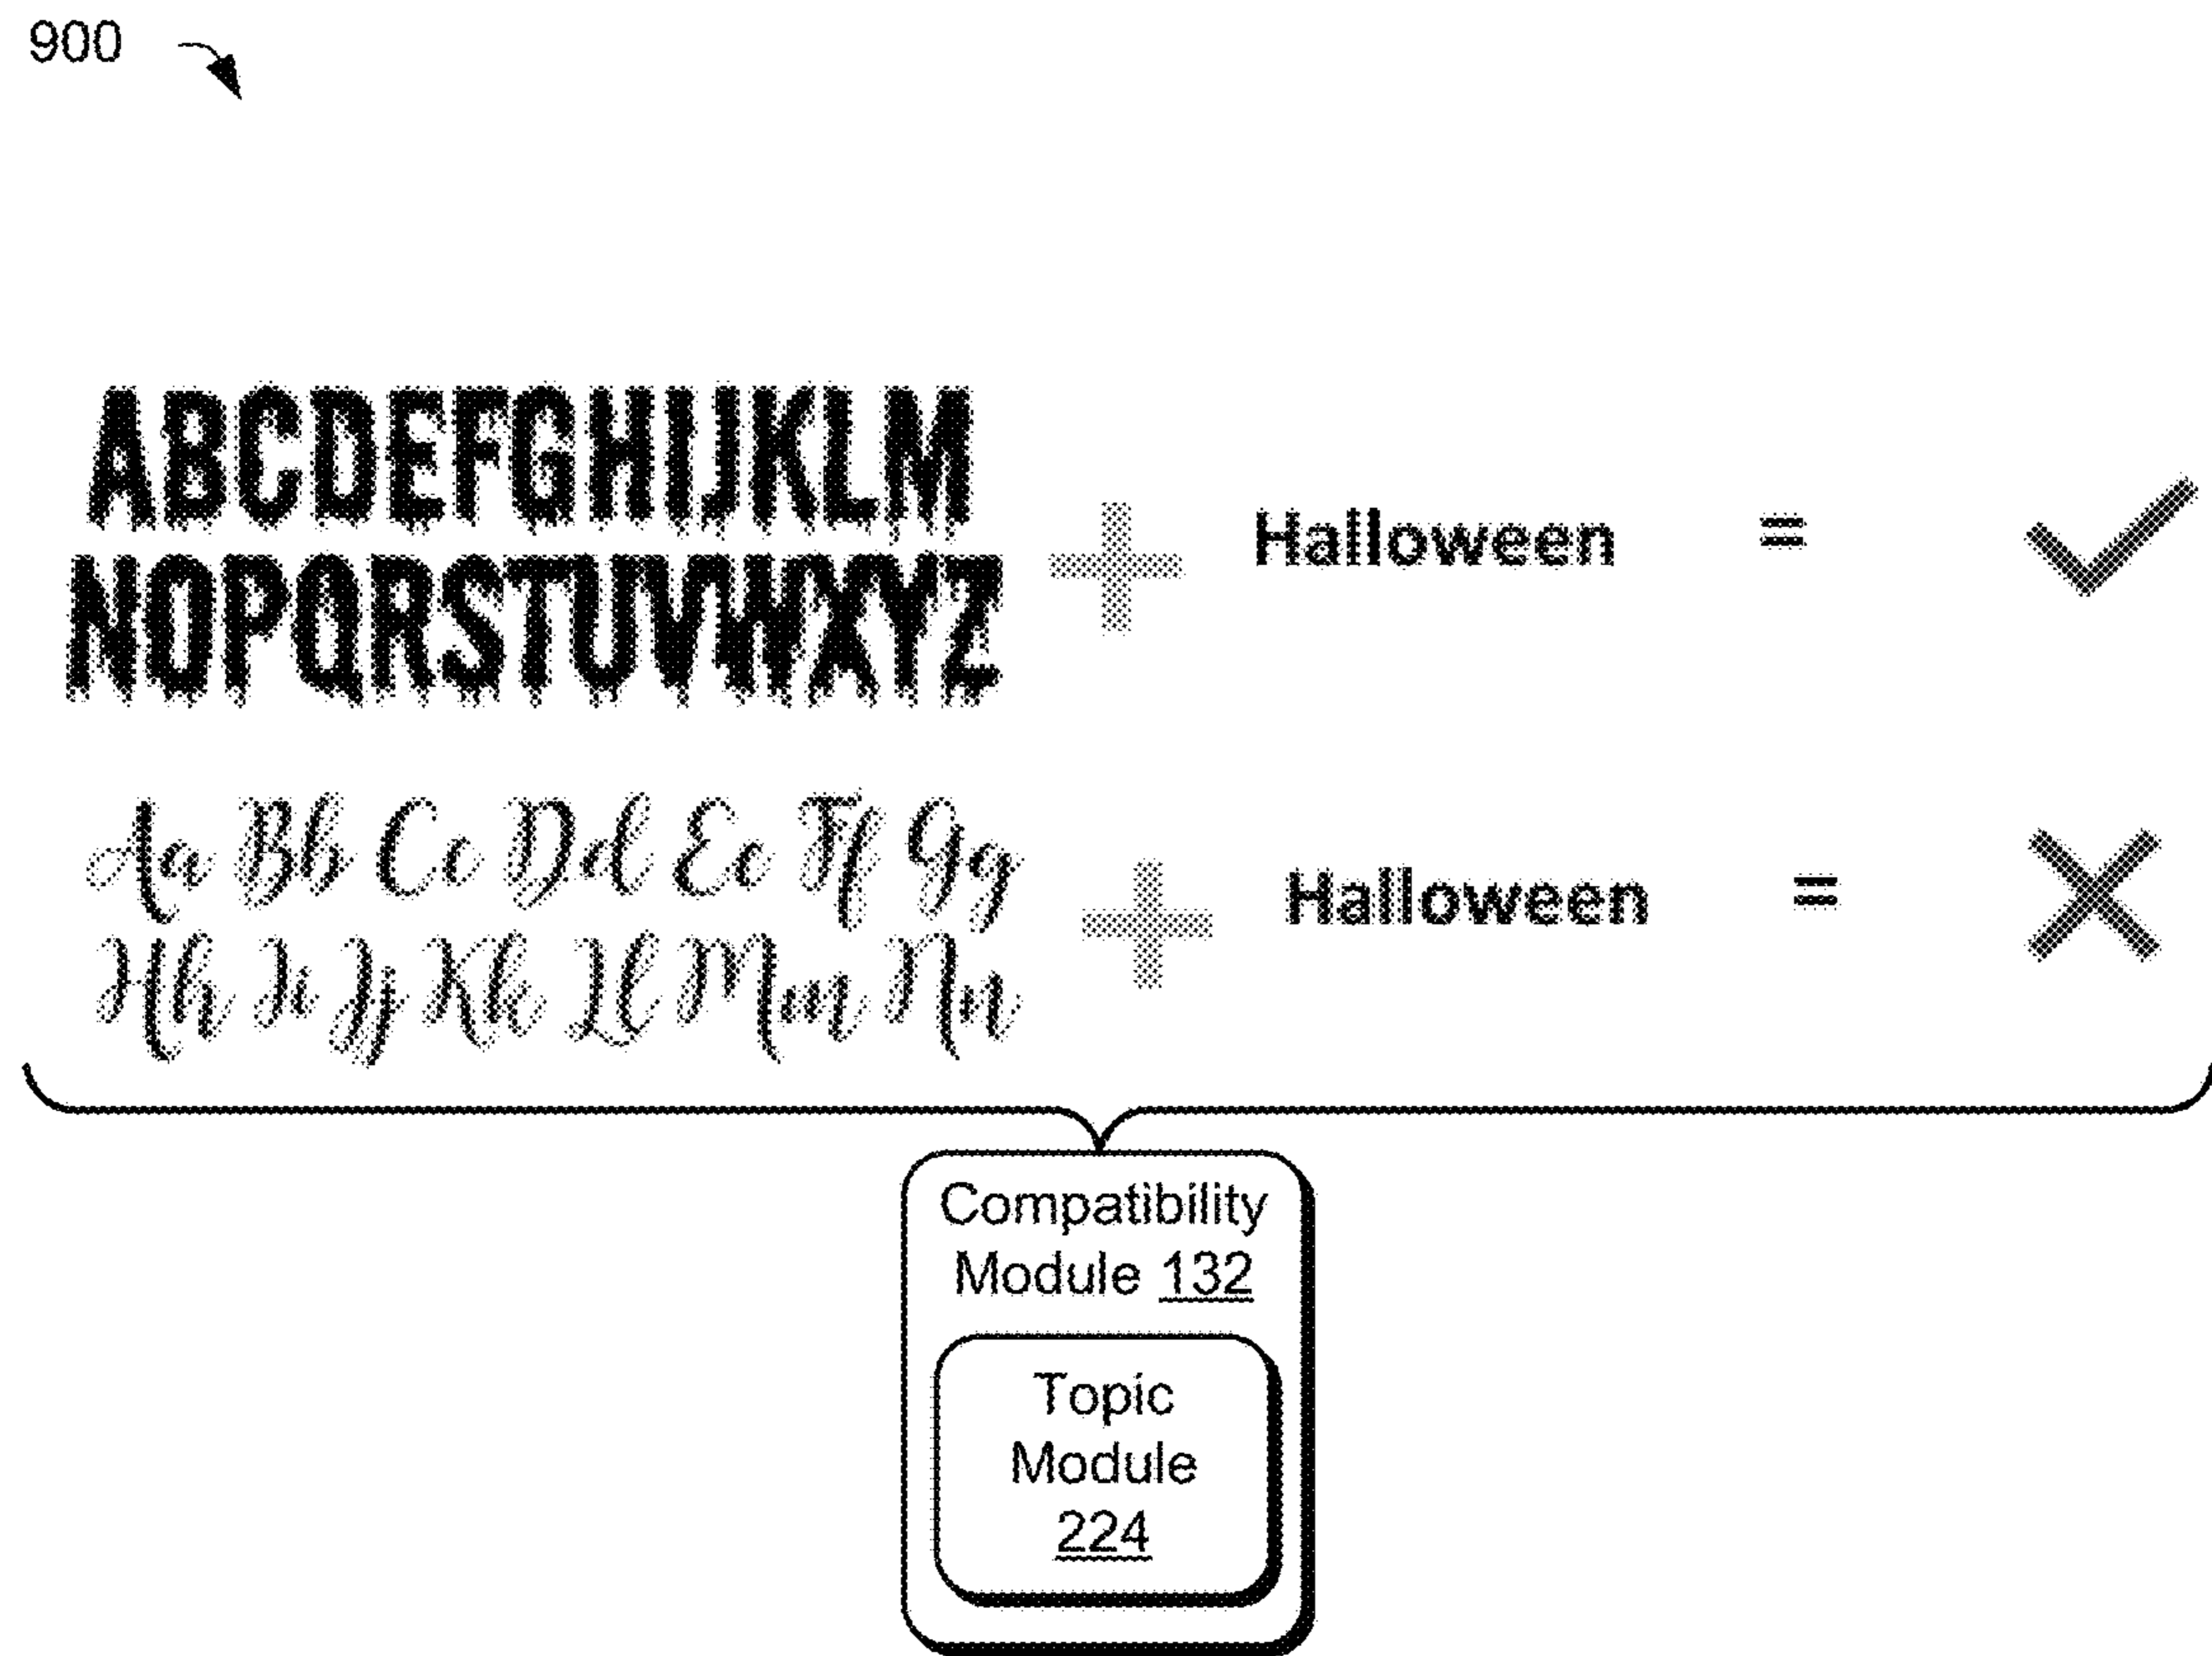 900
ABCDEFGHIJKLM
NOPQRSTUVWXYZ
+ Halloween =
Aa Bb Cc Dd Ee Ff Gg
Hh Ii Jj Kk Ll Mm Nn
+ Halloween =
Compatibility
Module 132
Topic
Module
224